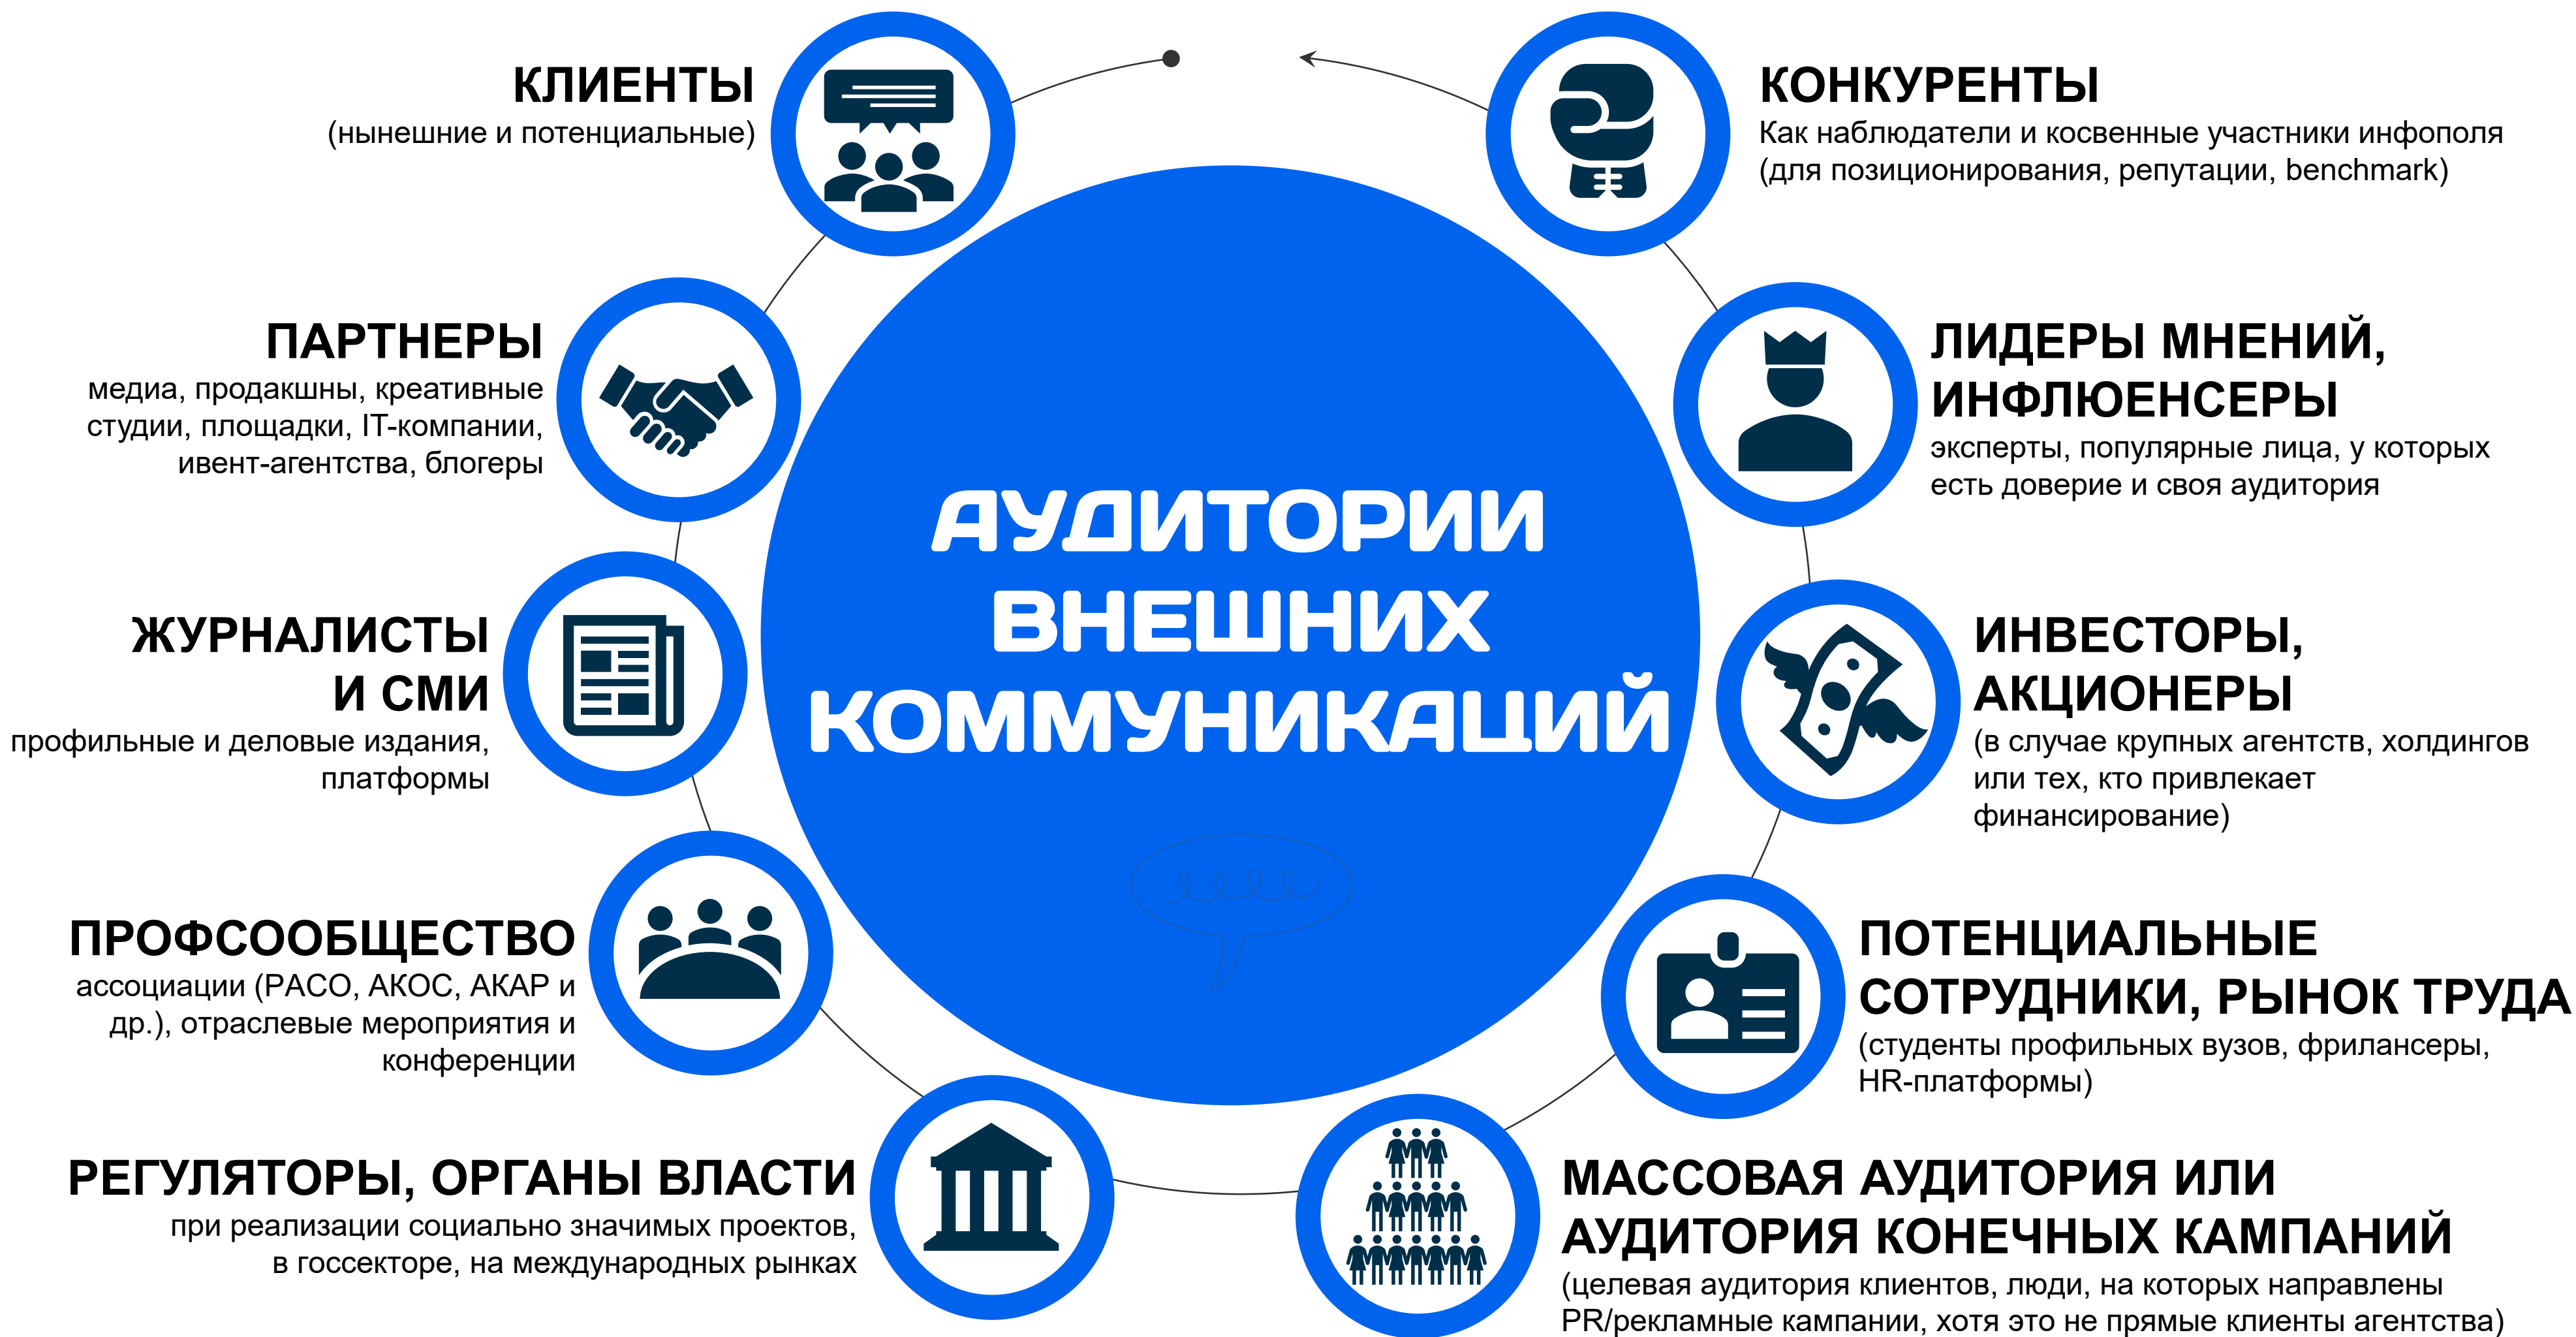 КЛИЕНТЫ
(нынешние и потенциальные)
ПАРТНЕРЫ
медиа, продакшны, креативные
студии, площадки, IT-компании,
ивент-агентства, блогеры
ЖУРНАЛИСТЫ
И СМИ
профильные и деловые издания,
платформы
ПРОФСООБЩЕСТВО
ассоциации (РАСО, АКОС, АКАР и
др.), отраслевые мероприятия и
конференции
РЕГУЛЯТОРЫ, ОРГАНЫ ВЛАСТИ
при реализации социально значимых проектов,
в госсекторе, на международных рынках
АУДИТОРИИ
ВНЕШНИХ
КОММУНИКАЦИЙ
КОНКУРЕНТЫ
Как наблюдатели и косвенные участники инфополя
(для позиционирования, репутации, benchmark)
ЛИДЕРЫ МНЕНИЙ,
ИНФЛЮЕНСЕРЫ
эксперты, популярные лица, у которых
есть доверие и своя аудитория
ИНВЕСТОРЫ,
АКЦИОНЕРЫ
(в случае крупных агентств, холдингов
или тех, кто привлекает
финансирование)
ПОТЕНЦИАЛЬНЫЕ
СОТРУДНИКИ, РЫНОК ТРУДА
(студенты профильных вузов, фрилансеры,
HR-платформы)
МАССОВАЯ АУДИТОРИЯ ИЛИ
АУДИТОРИЯ КОНЕЧНЫХ КАМПАНИЙ
(целевая аудитория клиентов, люди, на которых направлены
PR/рекламные кампании, хотя это не прямые клиенты агентства)